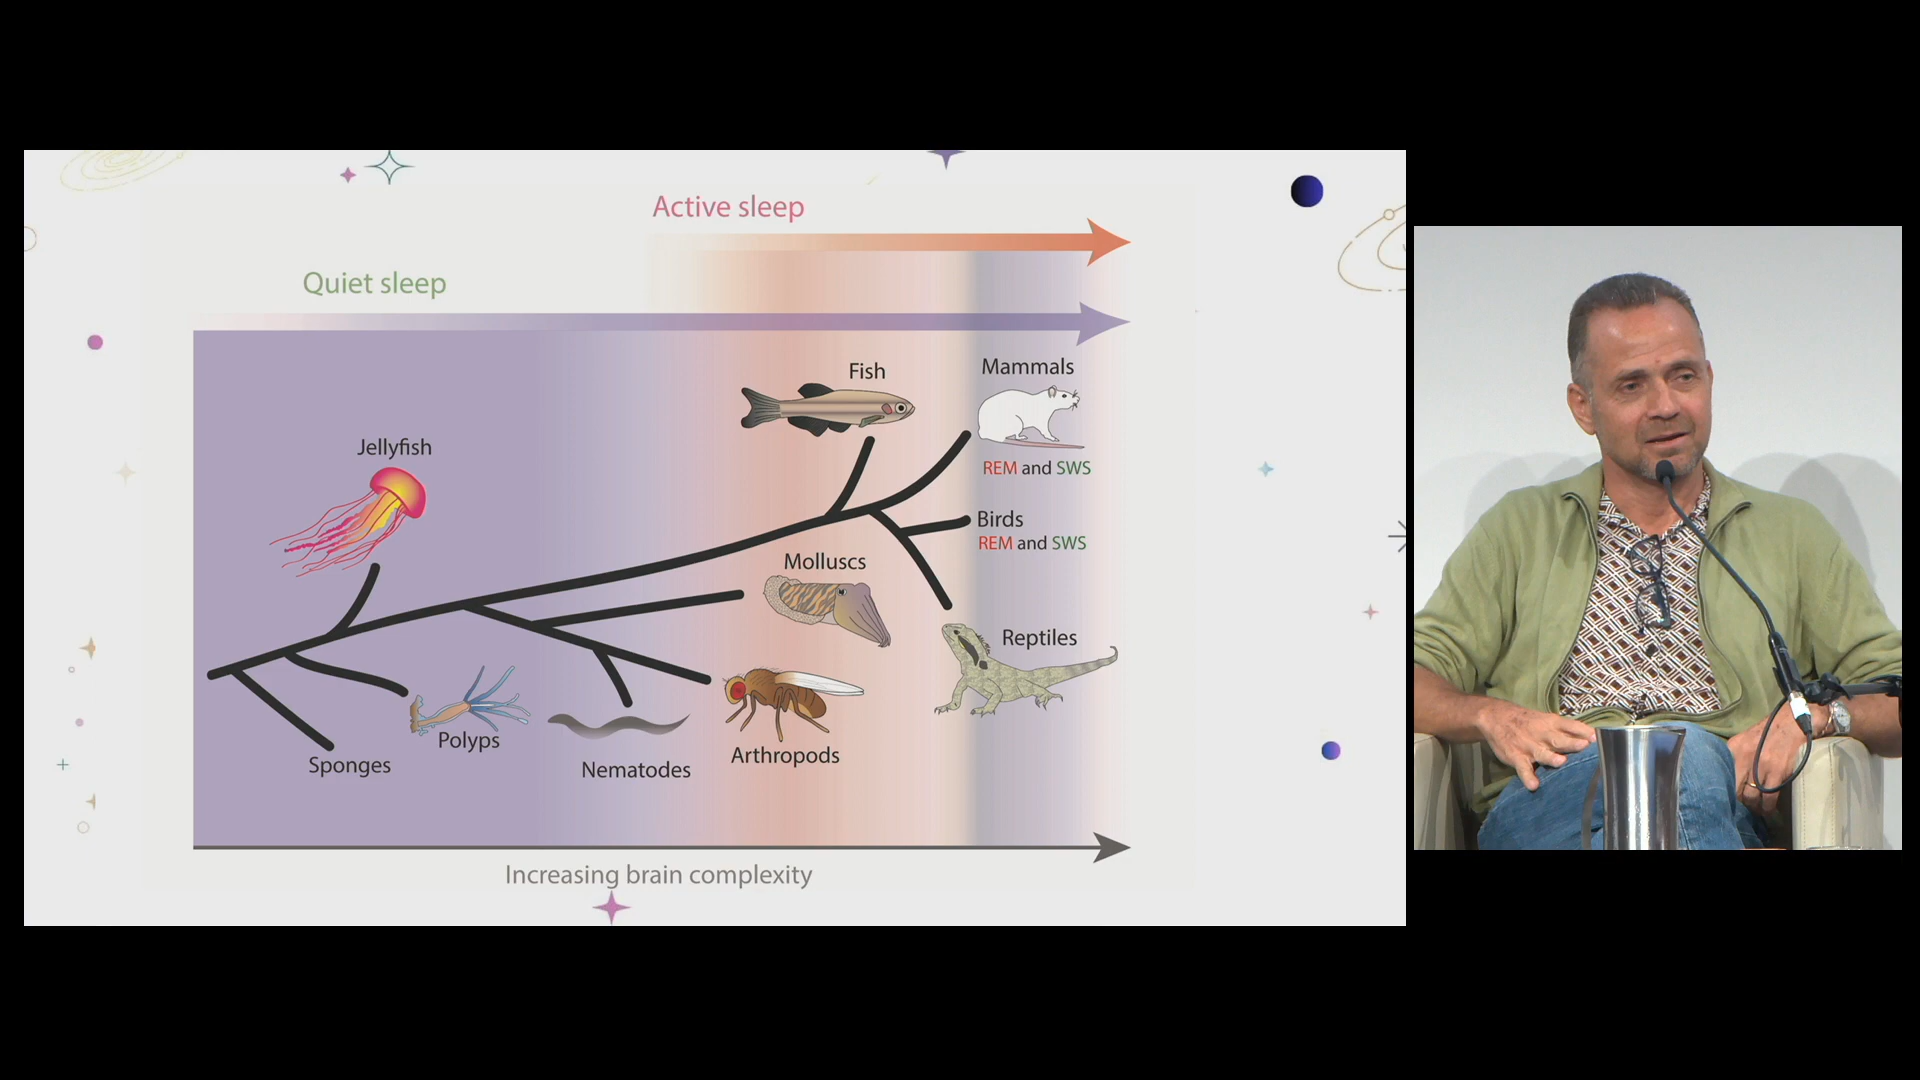 Active sleep
Quiet sleep
Fish
Mammals
REM and SWS
Jellyfish
Birds
REM and SWS
Molluscs
Reptiles
Polyps
Sponges
Nematodes
Arthropods
Increasing brain complexity